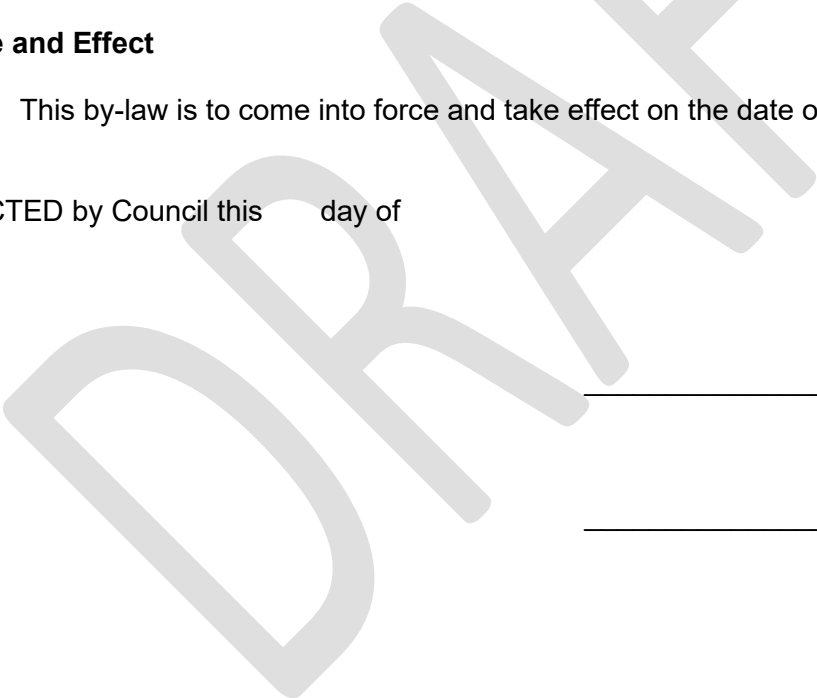 e and Effect
This by-law is to come into force and take effect on the date o
CTED by Council this day of
DRAF